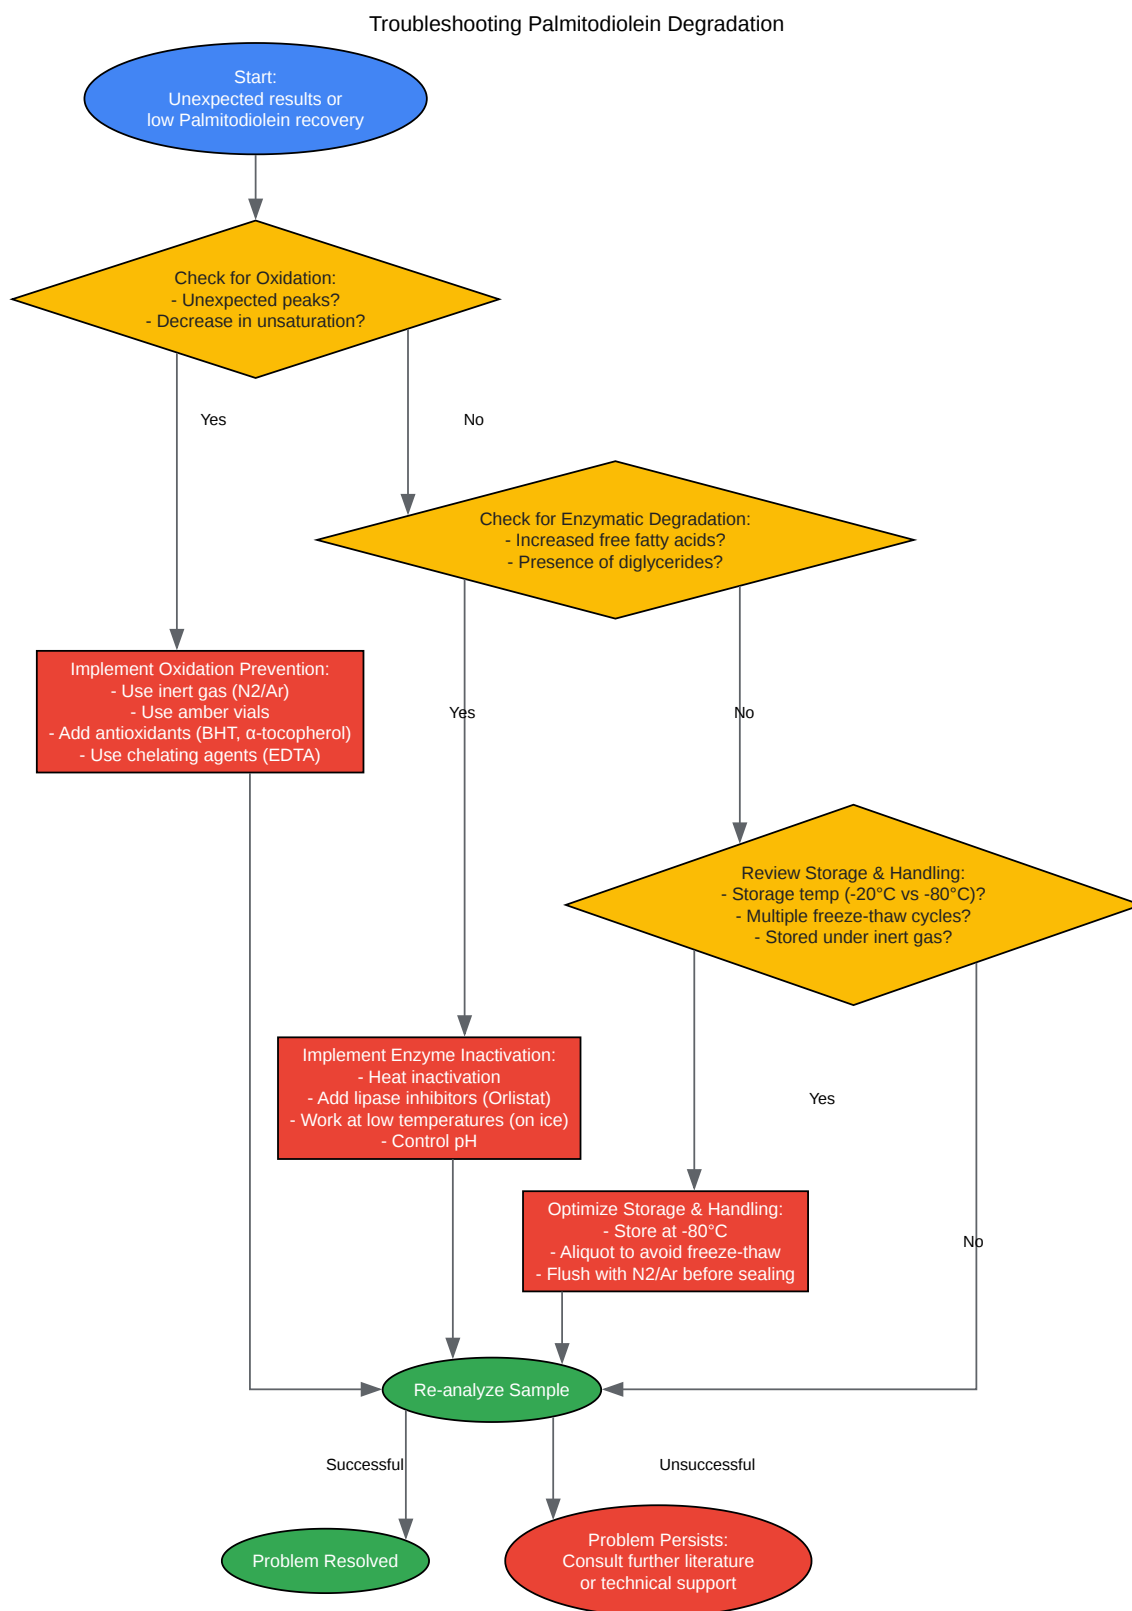 Troubleshooting Palmitodiolein Degradation
Start:
Unexpected results or
low Palmitodiolein recovery
Check for Oxidation:
- Unexpected peaks?
- Decrease in unsaturation?
Yes
No
Check for Enzymatic Degradation:
- Increased free fatty acids?
- Presence of diglycerides?
Implement Oxidation Prevention:
- Use inert gas (N2/Ar)
- Use amber vials
- Add antioxidants (BHT, α-tocopherol)
- Use chelating agents (EDTA)
Yes
No
Review Storage & Handling:
- Storage temp (-20°C vs -80°C)?
- Multiple freeze-thaw cycles?
- Stored under inert gas?
Implement Enzyme Inactivation:
- Heat inactivation
- Add lipase inhibitors (Orlistat)
- Work at low temperatures (on ice)
- Control pH
Yes
No
Optimize Storage & Handling:
- Store at -80°C
- Aliquot to avoid freeze-thaw
- Flush with N2/Ar before sealing
Re-analyze Sample
Successful
Unsuccessful
Problem Resolved
Problem Persists:
Consult further literature
or technical support